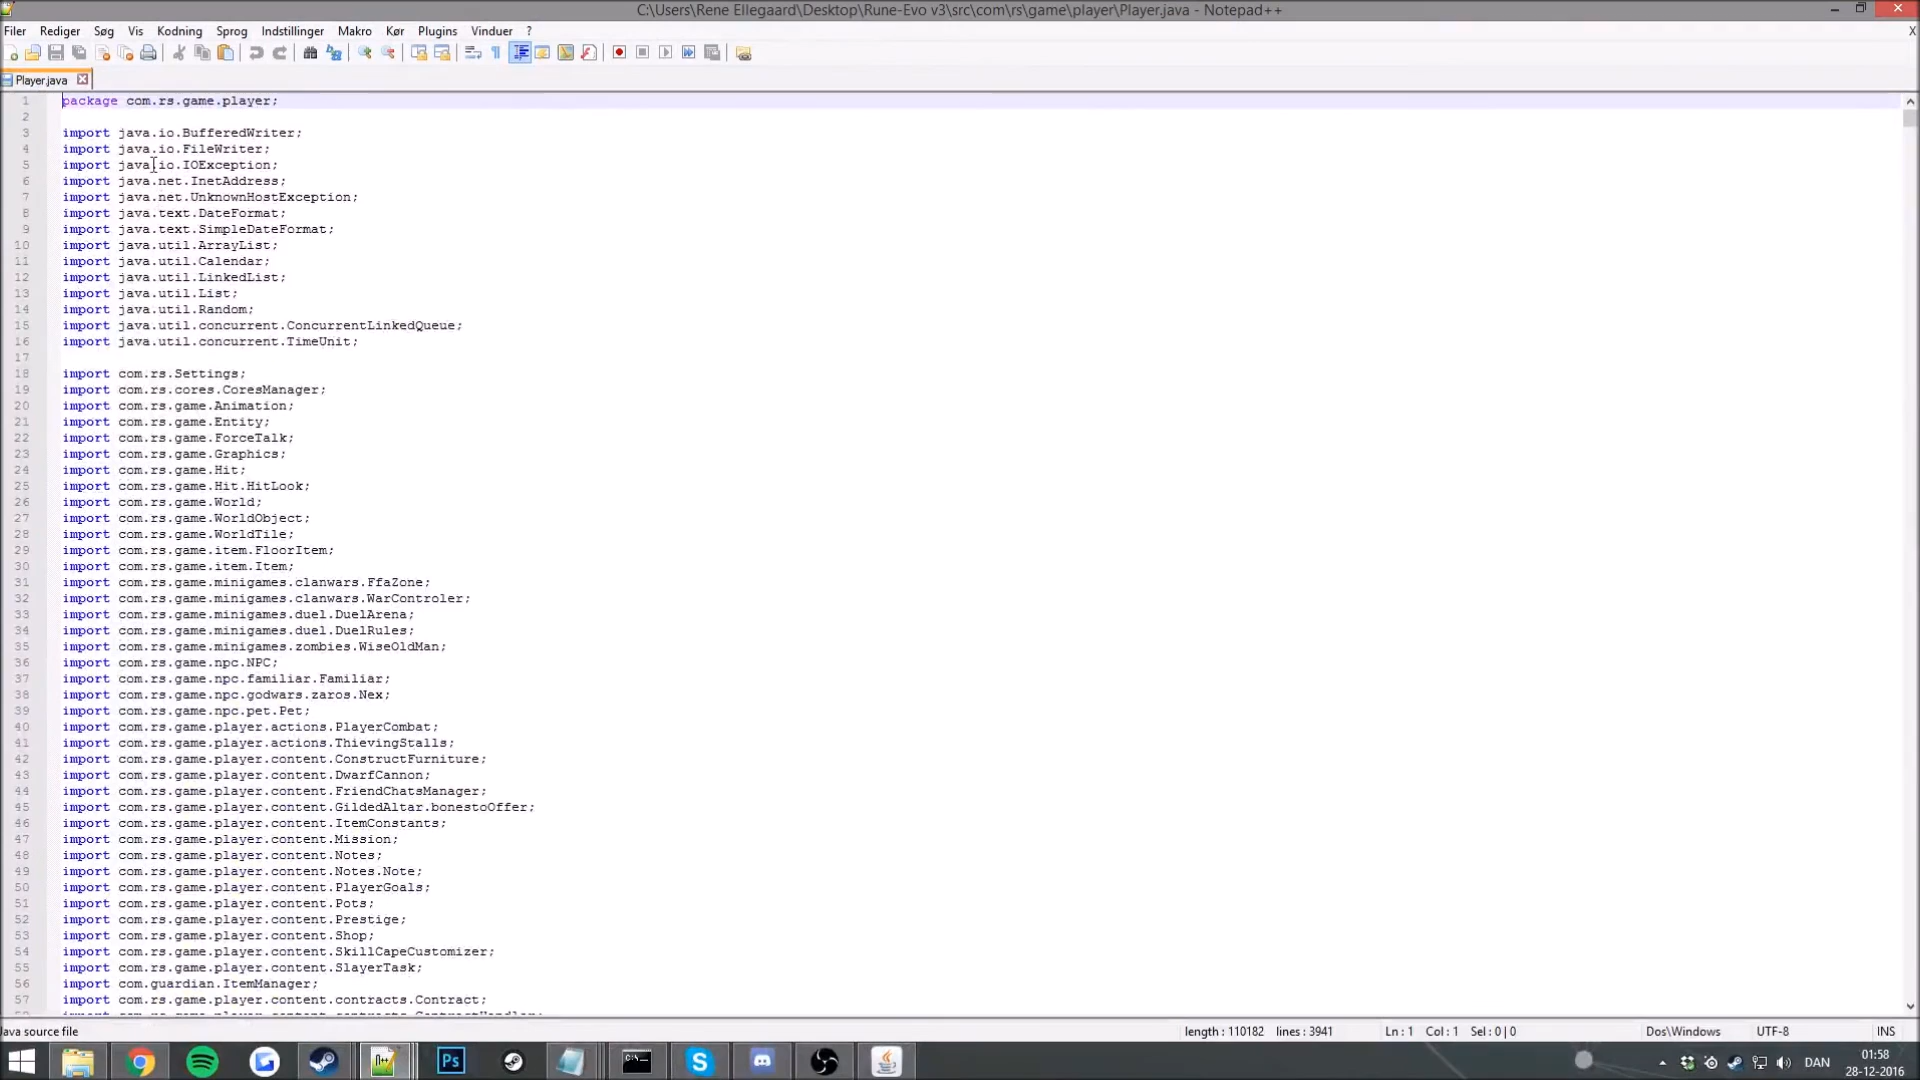 C:\Users\Rene Ellegaard\Desktop\Rune-Evo v3\src\com\rs\game\player\Player.java - Notepad++
Filer Rediger Søg Vis Kodning Sprog Indstillinger Makro Kør Plugins Vinduer ? X
Player.java
1 package com.rs.game.player;
2
3 import java.io.BufferedWriter;
4 import java.io.FileWriter;
5 import java.io.IOException;
6 import java.net.InetAddress;
7 import java.net.UnknownHostException;
8 import java.text.DateFormat;
9 import java.text.SimpleDateFormat;
10 import java.util.ArrayList;
11 import java.util.Calendar;
12 import java.util.LinkedList;
13 import java.util.List;
14 import java.util.Random;
15 import java.util.concurrent.ConcurrentLinkedQueue;
16 import java.util.concurrent.TimeUnit;
17
18 import com.rs.Settings;
19 import com.rs.cores.CoresManager;
20 import com.rs.game.Animation;
21 import com.rs.game.Entity;
22 import com.rs.game.ForceTalk;
23 import com.rs.game.Graphics;
24 import com.rs.game.Hit;
25 import com.rs.game.Hit.HitLook;
26 import com.rs.game.World;
27 import com.rs.game.WorldObject;
28 import com.rs.game.WorldTile;
29 import com.rs.game.item.FloorItem;
30 import com.rs.game.item.Item;
31 import com.rs.game.minigames.clanwars.FfaZone;
32 import com.rs.game.minigames.clanwars.WarControler;
33 import com.rs.game.minigames.duel.DuelArena;
34 import com.rs.game.minigames.duel.DuelRules;
35 import com.rs.game.minigames.zombies.WiseOldMan;
36 import com.rs.game.npc.NPC;
37 import com.rs.game.npc.familiar.Familiar;
38 import com.rs.game.npc.godwars.zaros.Nex;
39 import com.rs.game.npc.pet.Pet;
40 import com.rs.game.player.actions.PlayerCombat;
41 import com.rs.game.player.actions.ThievingStalls;
42 import com.rs.game.player.content.ConstructFurniture;
43 import com.rs.game.player.content.DwarfCannon;
44 import com.rs.game.player.content.FriendChatsManager;
45 import com.rs.game.player.content.GildedAltar.bonestoOffer;
46 import com.rs.game.player.content.ItemConstants;
47 import com.rs.game.player.content.Mission;
48 import com.rs.game.player.content.Notes;
49 import com.rs.game.player.content.Notes.Note;
50 import com.rs.game.player.content.PlayerGoals;
51 import com.rs.game.player.content.Pots;
52 import com.rs.game.player.content.Prestige;
53 import com.rs.game.player.content.Shop;
54 import com.rs.game.player.content.SkillCapeCustomizer;
55 import com.rs.game.player.content.SlayerTask;
56 import com.guardian.ItemManager;
57 import com.rs.game.player.content.contracts.Contract;
Java source file length : 110182 lines : 3941 Ln : 1 Col : 1 Sel : 0 | 0 Dos\Windows UTF-8 INS
Ps DAN 01:58
28-12-2016